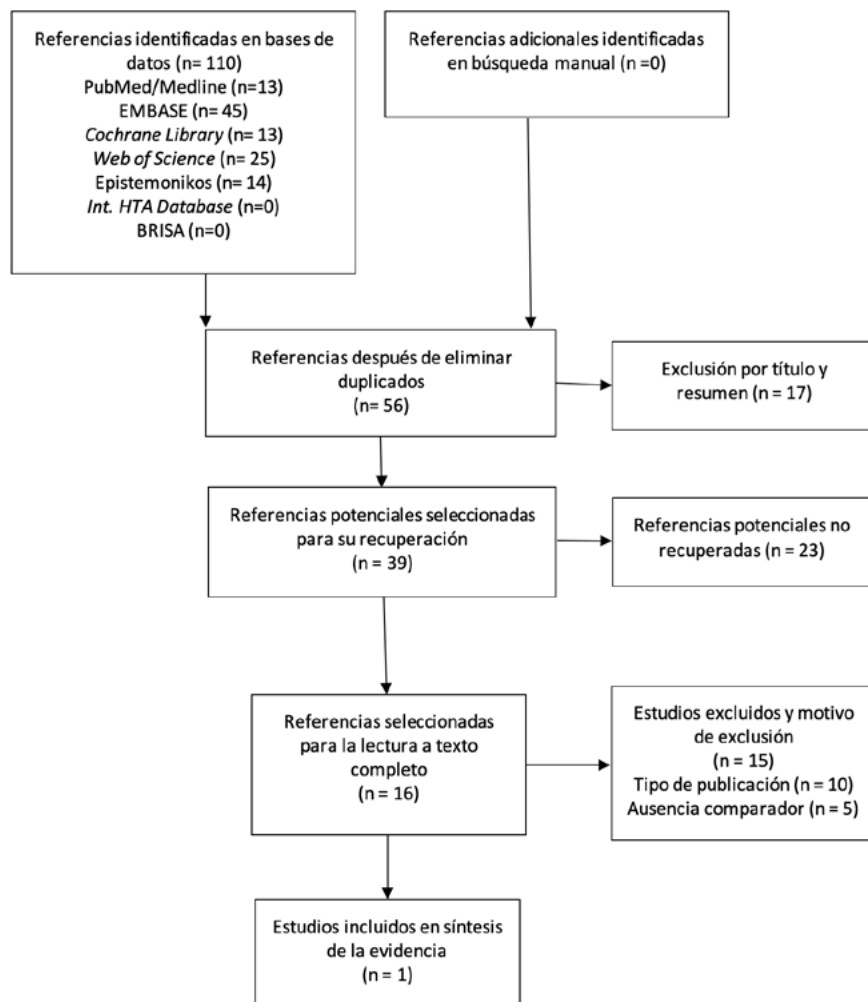 Referencias identificadas en bases de
datos (n= 110)
PubMed/Medline (n=13)
EMBASE (n= 45)
Cochrane Library (n= 13)
Web of Science (n= 25)
Epistemonikos (n= 14)
Int. HTA Database (n=0)
BRISA (n=0)
Referencias adicionales identificadas
en búsqueda manual (n =0)
Referencias después de eliminar
duplicados
(n= 56)
Exclusión por título y
resumen (n = 17)
Referencias potenciales seleccionadas
para su recuperación
(n = 39)
Referencias potenciales no
recuperadas (n = 23)
Referencias seleccionadas
para la lectura a texto
completo
(n = 16)
Estudios excluidos y motivo
de exclusión
(n = 15)
Tipo de publicación (n = 10)
Ausencia comparador (n = 5)
Estudios incluidos en síntesis
de la evidencia
(n = 1)